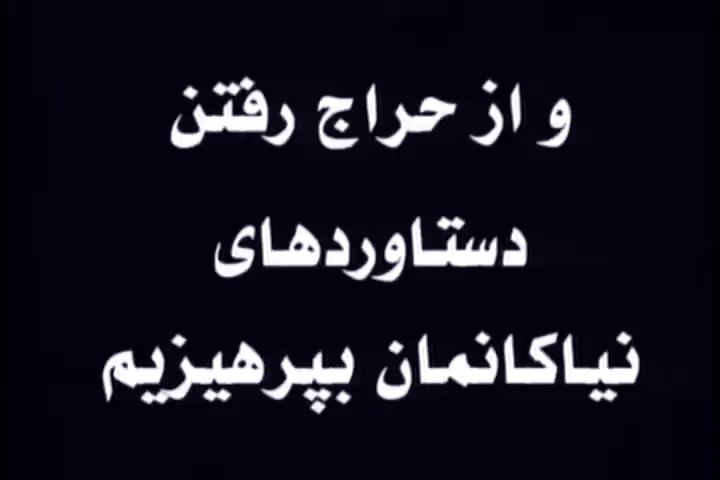 و از حراج رفتن
دستاوردهای
نیاکانمان بپرهیزیم